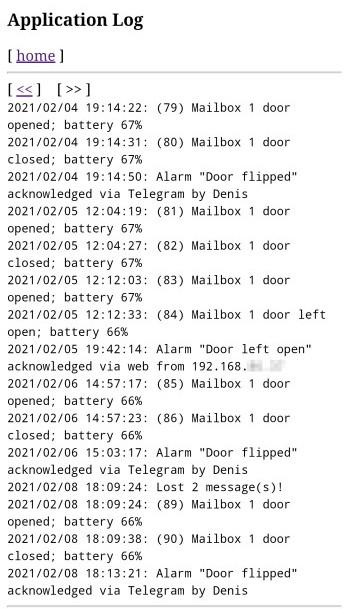 Application Log
[ home ]
[ << ] [ >> ]
2021/02/04 19:14:22: (79) Mailbox 1 door
opened; battery 67%
2021/02/04 19:14:31: (80) Mailbox 1 door
closed; battery 67%
2021/02/04 19:14:50: Alarm "Door flipped"
acknowledged via Telegram by Denis
2021/02/05 12:04:19: (81) Mailbox 1 door
opened; battery 67%
2021/02/05 12:04:27: (82) Mailbox 1 door
closed; battery 67%
2021/02/05 12:12:03: (83) Mailbox 1 door
opened; battery 67%
2021/02/05 12:12:33: (84) Mailbox 1 door left
open; battery 66%
2021/02/05 19:42:14: Alarm "Door left open"
acknowledged via web from 192.168.
2021/02/06 14:57:17: (85) Mailbox 1 door
opened; battery 66%
2021/02/06 14:57:23: (86) Mailbox 1 door
closed; battery 66%
2021/02/06 15:03:17: Alarm "Door flipped"
acknowledged via Telegram by Denis
2021/02/08 18:09:24: Lost 2 message(s)!
2021/02/08 18:09:24: (89) Mailbox 1 door
opened; battery 66%
2021/02/08 18:09:38: (90) Mailbox 1 door
closed; battery 66%
2021/02/08 18:13:21: Alarm "Door flipped"
acknowledged via Telegram by Denis